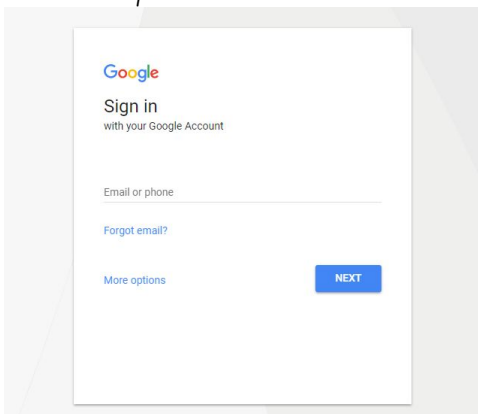 Google
Sign in
with your Google Account
Email or phone
Forgot email?
More options
NEXT